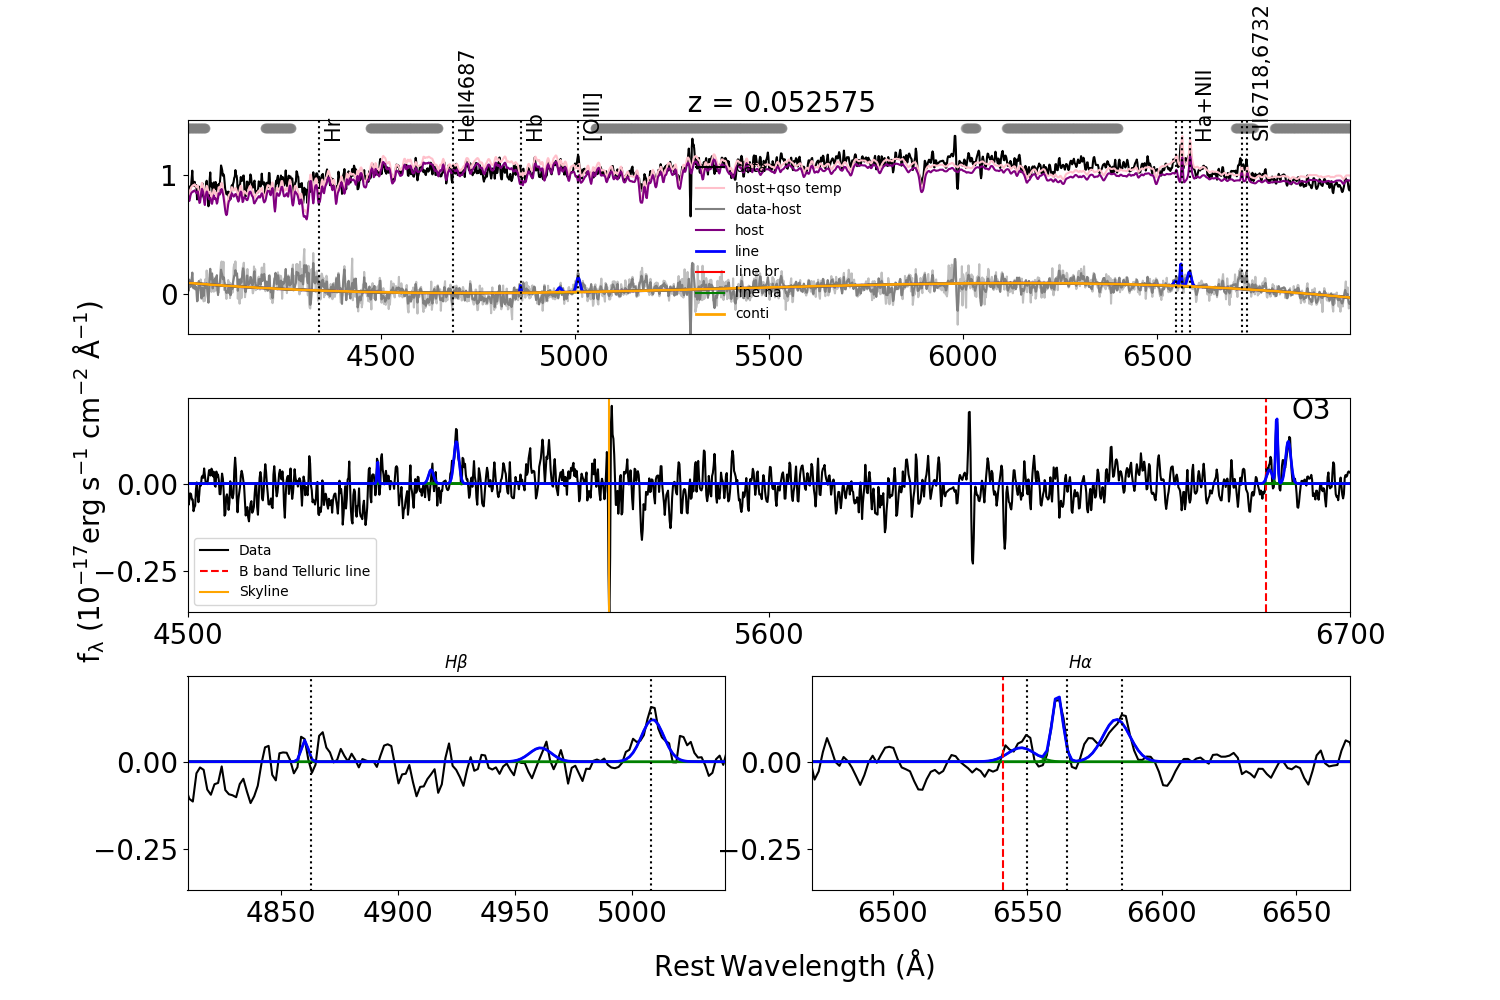 Hr
HeII4687
Hb
[OIII]
Ha+NII
SII6718,6732
z = 0.052575
1
0
host+qso temp
data-host
host
line
line br
line na
conti
4500 5000 5500 6000 6500
fλ (10⁻¹⁷erg s⁻¹ cm⁻² Å⁻¹)
O3
0.00
−0.25
Data
B band Telluric line
Skyline
4500 5600 6700
Hβ
0.00
−0.25
4850 4900 4950 5000
Hα
0.00
−0.25
6500 6550 6600 6650
Rest Wavelength (Å)